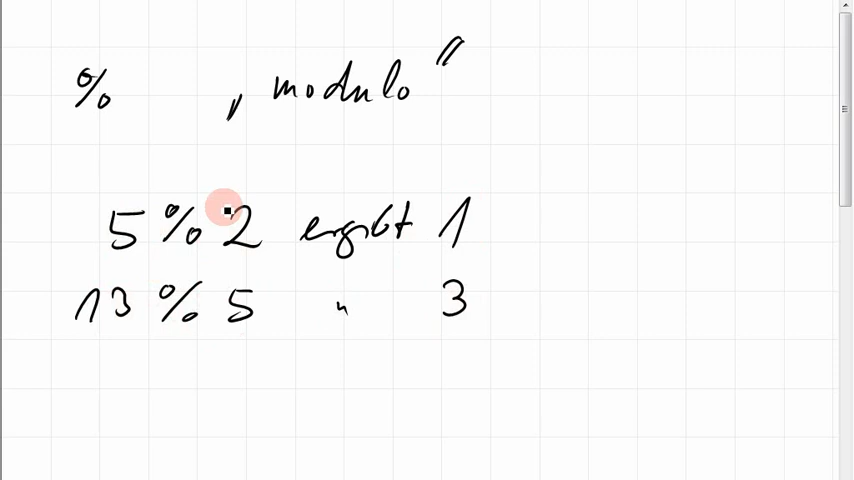 % „modulo“
5 % 2 ergibt 1
13 % 5 " 3